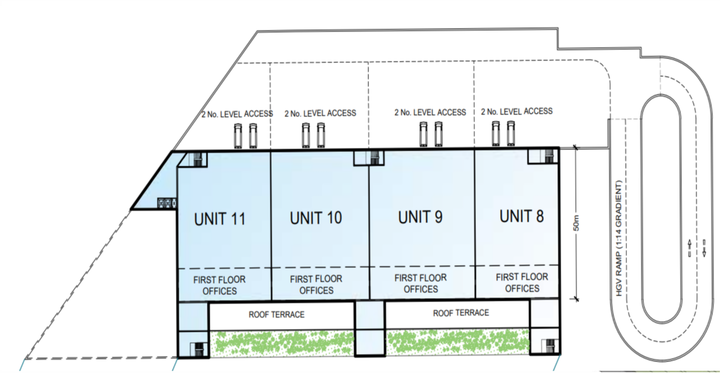 2 No. LEVEL ACCESS
2 No. LEVEL ACCESS
2 No. LEVEL ACCESS
2 No. LEVEL ACCESS
UNIT 11
UNIT 10
UNIT 9
UNIT 8
50m
HGV RAMP (1:14 GRADIENT)
FIRST FLOOR
OFFICES
FIRST FLOOR
OFFICES
FIRST FLOOR
OFFICES
FIRST FLOOR
OFFICES
ROOF TERRACE
ROOF TERRACE